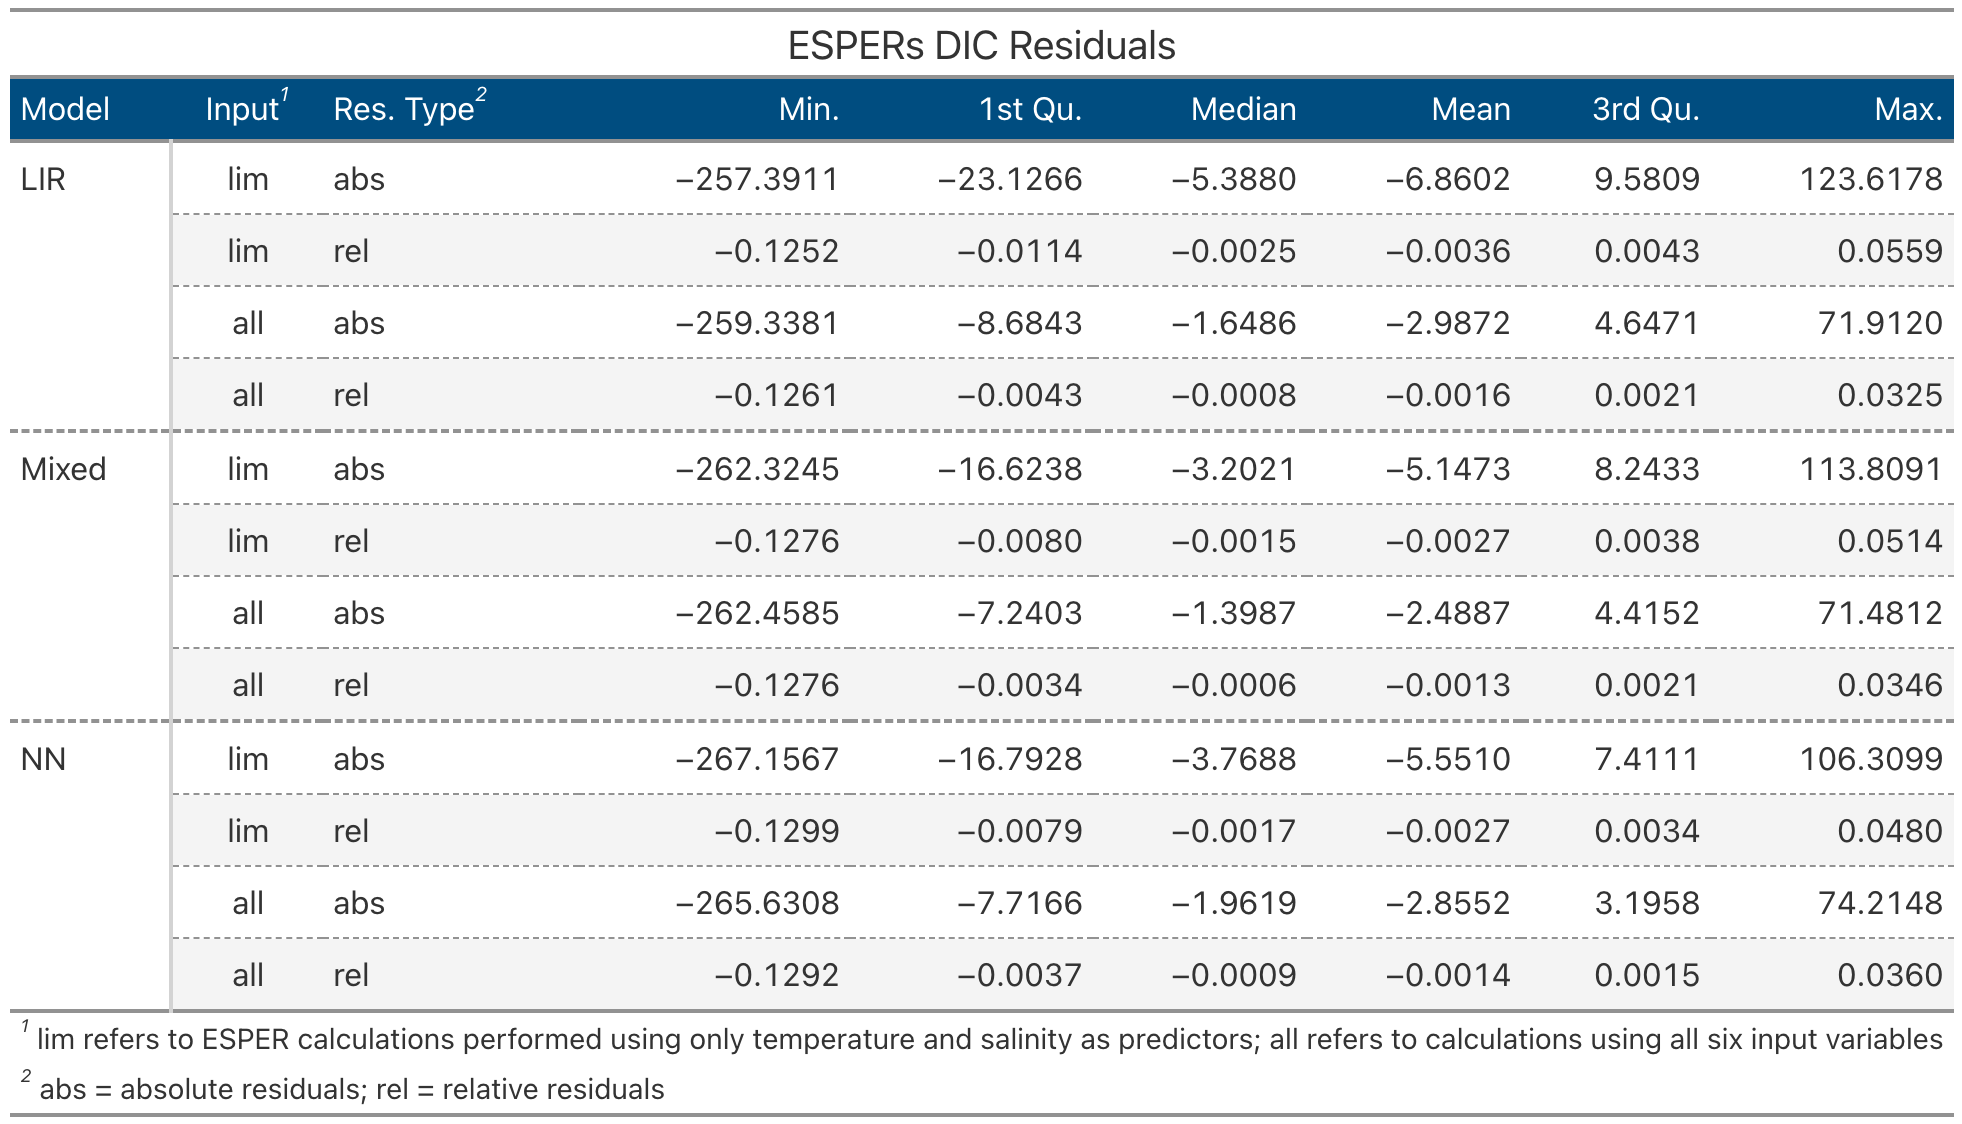 ESPERs DIC Residuals
Model Input1 Res. Type2 Min. 1st Qu. Median Mean 3rd Qu. Max.
LIR lim abs −257.3911 −23.1266 −5.3880 −6.8602 9.5809 123.6178
lim rel −0.1252 −0.0114 −0.0025 −0.0036 0.0043 0.0559
all abs −259.3381 −8.6843 −1.6486 −2.9872 4.6471 71.9120
all rel −0.1261 −0.0043 −0.0008 −0.0016 0.0021 0.0325
Mixed lim abs −262.3245 −16.6238 −3.2021 −5.1473 8.2433 113.8091
lim rel −0.1276 −0.0080 −0.0015 −0.0027 0.0038 0.0514
all abs −262.4585 −7.2403 −1.3987 −2.4887 4.4152 71.4812
all rel −0.1276 −0.0034 −0.0006 −0.0013 0.0021 0.0346
NN lim abs −267.1567 −16.7928 −3.7688 −5.5510 7.4111 106.3099
lim rel −0.1299 −0.0079 −0.0017 −0.0027 0.0034 0.0480
all abs −265.6308 −7.7166 −1.9619 −2.8552 3.1958 74.2148
all rel −0.1292 −0.0037 −0.0009 −0.0014 0.0015 0.0360
1 lim refers to ESPER calculations performed using only temperature and salinity as predictors; all refers to calculations using all six input variables
2 abs = absolute residuals; rel = relative residuals